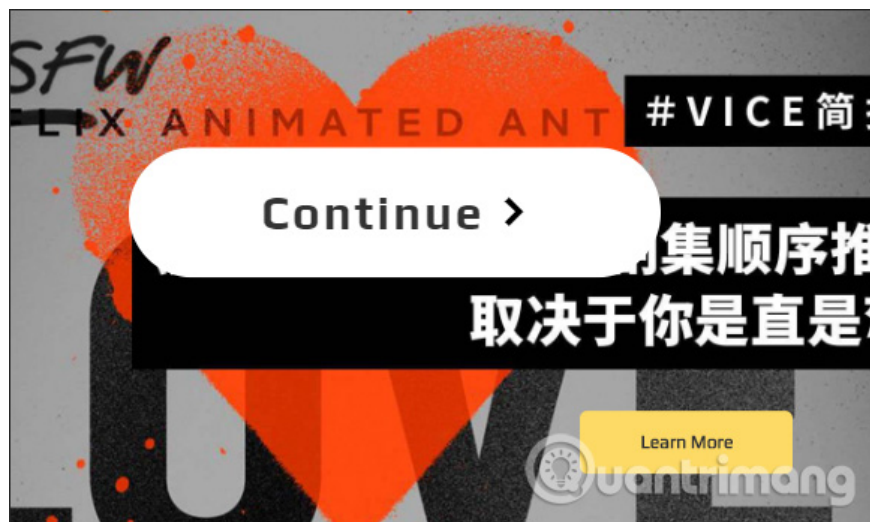 SFW
FLIX ANIMATED ANT
#VICE简
Continue >
集顺序推
取决于你是直是
Learn More
Quantrimang